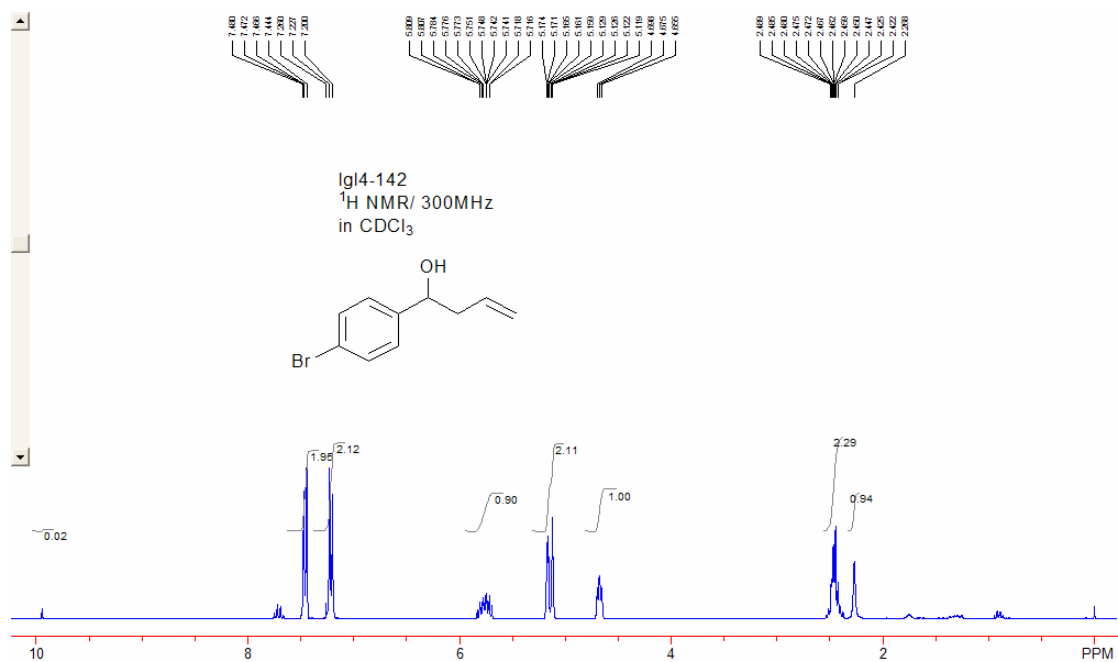 7.480 7.472 7.466 7.444 7.260 7.227 7.200 5.809 5.807 5.784 5.776 5.773 5.751 5.748 5.742 5.741 5.718 5.716 5.174 5.171 5.165 5.161 5.159 5.129 5.126 5.122 5.119 4.698 4.675 4.655 2.489 2.485 2.480 2.475 2.472 2.467 2.462 2.459 2.450 2.447 2.425 2.422 2.268
lgl4-142
¹H NMR/ 300MHz
in CDCl₃
OH
Br
0.02 1.95 2.12 0.90 2.11 1.00 2.29 0.94
10 8 6 4 2 PPM